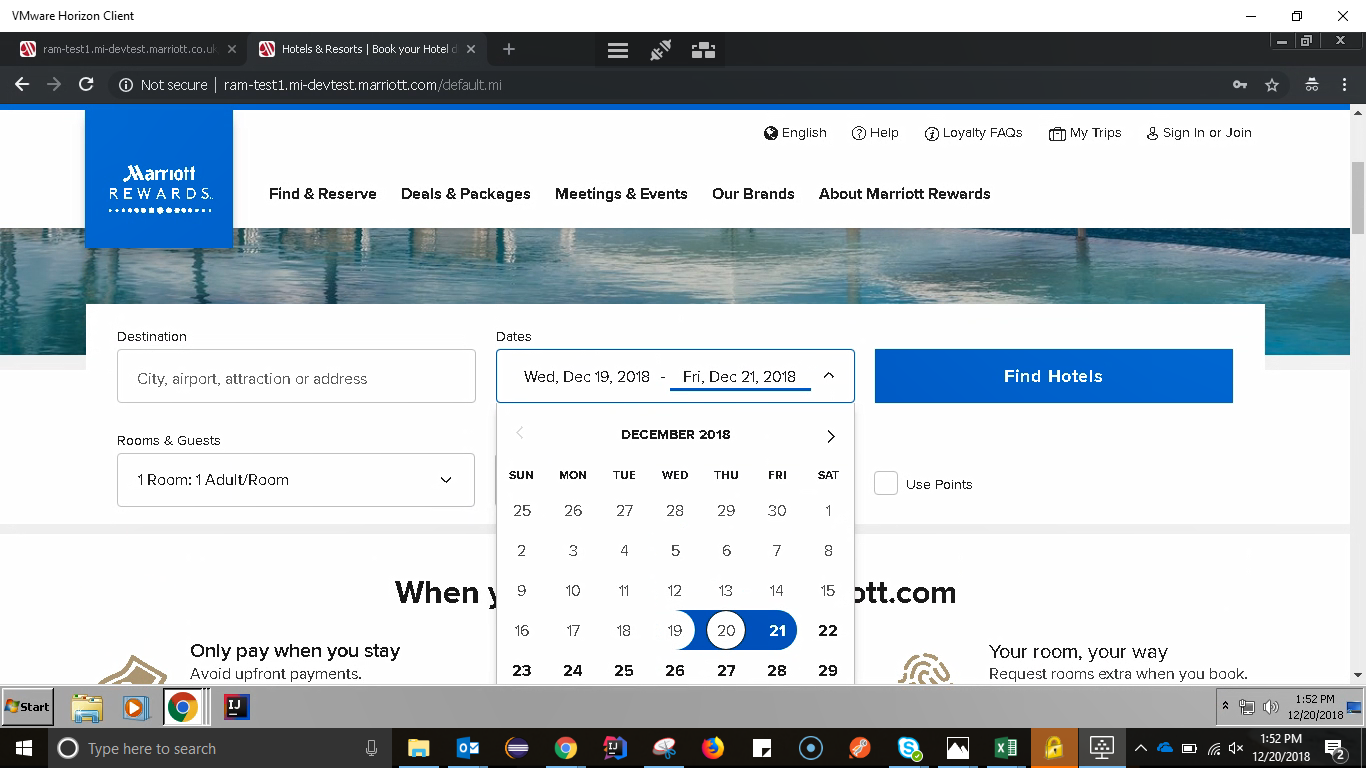 VMware Horizon Client
ram-test1.mi-devtest.marriott.co.uk
Hotels & Resorts | Book your Hotel d
Not secure | ram-test1.mi-devtest.marriott.com/default.mi
English Help Loyalty FAQs My Trips Sign In or Join
Marriott
REWARDS
Find & Reserve Deals & Packages Meetings & Events Our Brands About Marriott Rewards
Destination Dates
City, airport, attraction or address Wed, Dec 19, 2018 - Fri, Dec 21, 2018 Find Hotels
DECEMBER 2018
Rooms & Guests
SUN MON TUE WED THU FRI SAT
1 Room: 1 Adult/Room Use Points
25 26 27 28 29 30 1
2 3 4 5 6 7 8
9 10 11 12 13 14 15
When y ott.com
16 17 18 19 20 21 22
Only pay when you stay Your room, your way
23 24 25 26 27 28 29
Avoid upfront payments. Request rooms extra when you book.
Start 1:52 PM
12/20/2018
Type here to search 1:52 PM
12/20/2018 2